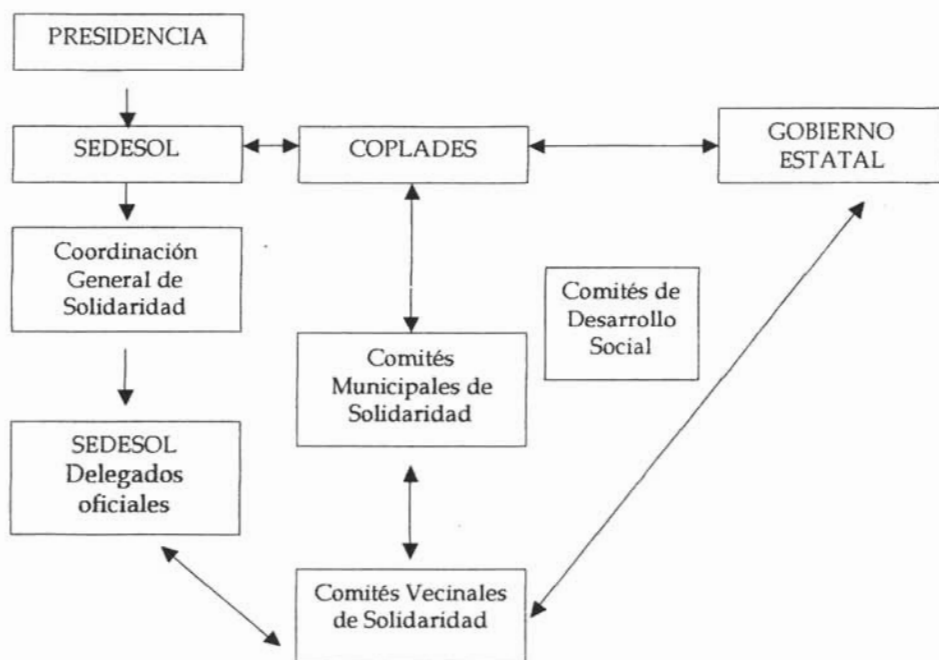 PRESIDENCIA
SEDESOL
COPLADES
GOBIERNO
ESTATAL
Coordinación
General de
Solidaridad
Comités de
Desarrollo
Social
Comités
Municipales de
Solidaridad
SEDESOL
Delegados
oficiales
Comités Vecinales
de Solidaridad